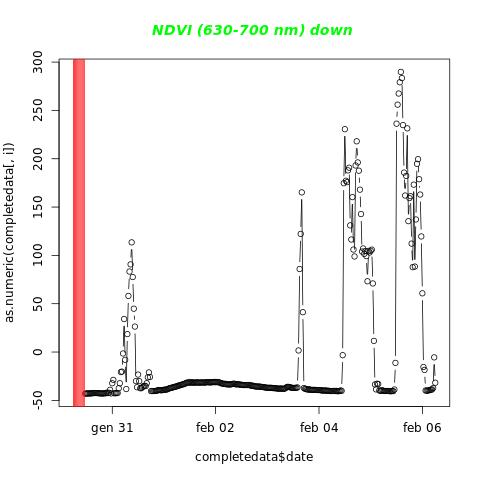 NDVI (630-700 nm) down
as.numeric(completedata[, i])
300
250
200
150
100
50
0
-50
gen 31
feb 02
feb 04
feb 06
completedata$date